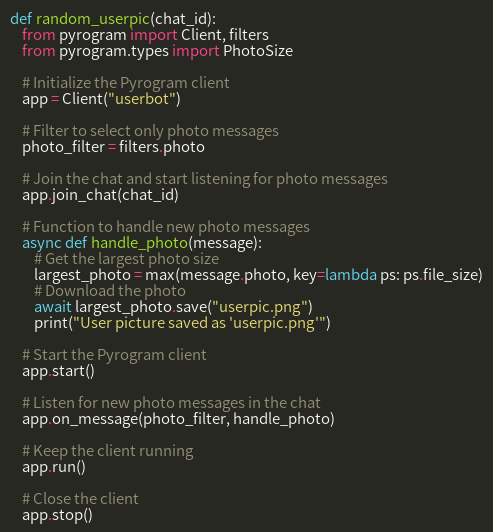 def random_userpic(chat_id):
from pyrogram import Client, filters
from pyrogram.types import PhotoSize
# Initialize the Pyrogram client
app = Client("userbot")
# Filter to select only photo messages
photo_filter = filters.photo
# Join the chat and start listening for photo messages
app.join_chat(chat_id)
# Function to handle new photo messages
async def handle_photo(message):
# Get the largest photo size
largest_photo = max(message.photo, key=lambda ps: ps.file_size)
# Download the photo
await largest_photo.save("userpic.png")
print("User picture saved as 'userpic.png'")
# Start the Pyrogram client
app.start()
# Listen for new photo messages in the chat
app.on_message(photo_filter, handle_photo)
# Keep the client running
app.run()
# Close the client
app.stop()